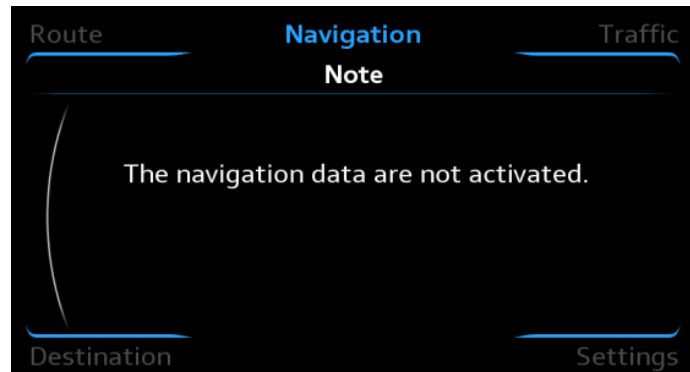 Route Navigation Traffic
Note
The navigation data are not activated.
Destination Settings